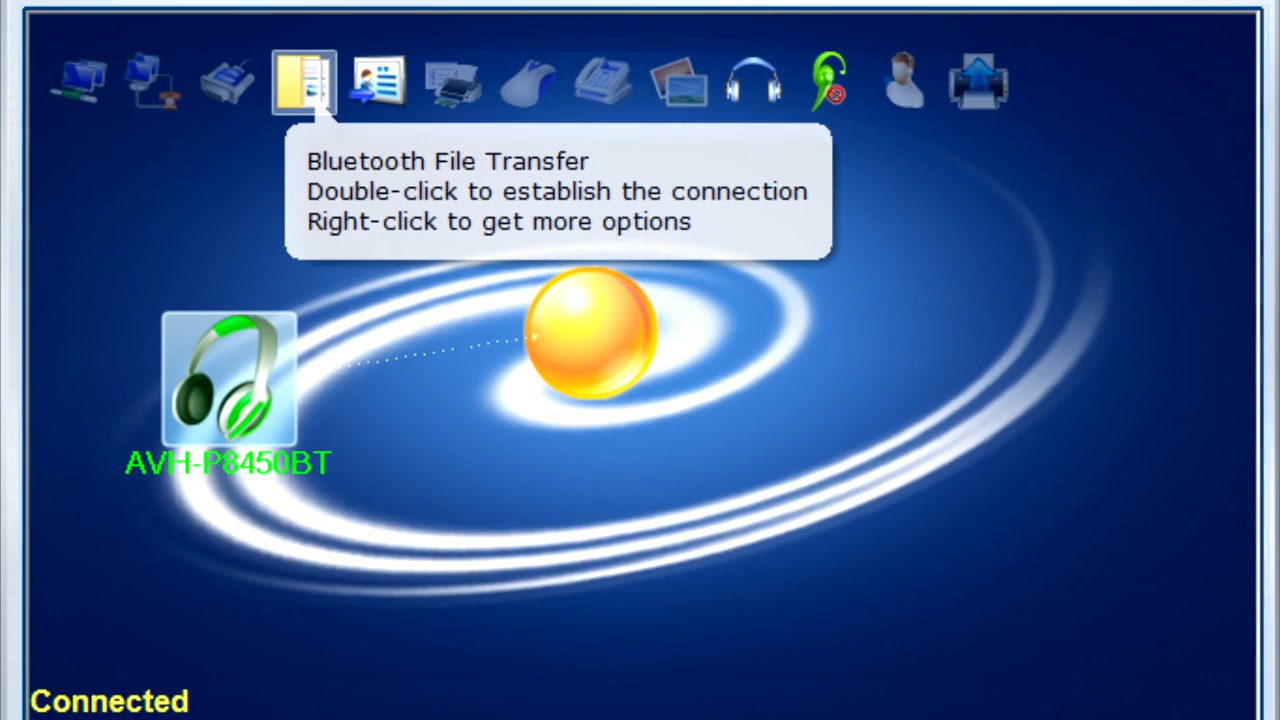 Bluetooth File Transfer
Double-click to establish the connection
Right-click to get more options
AVH-P8450BT
Connected